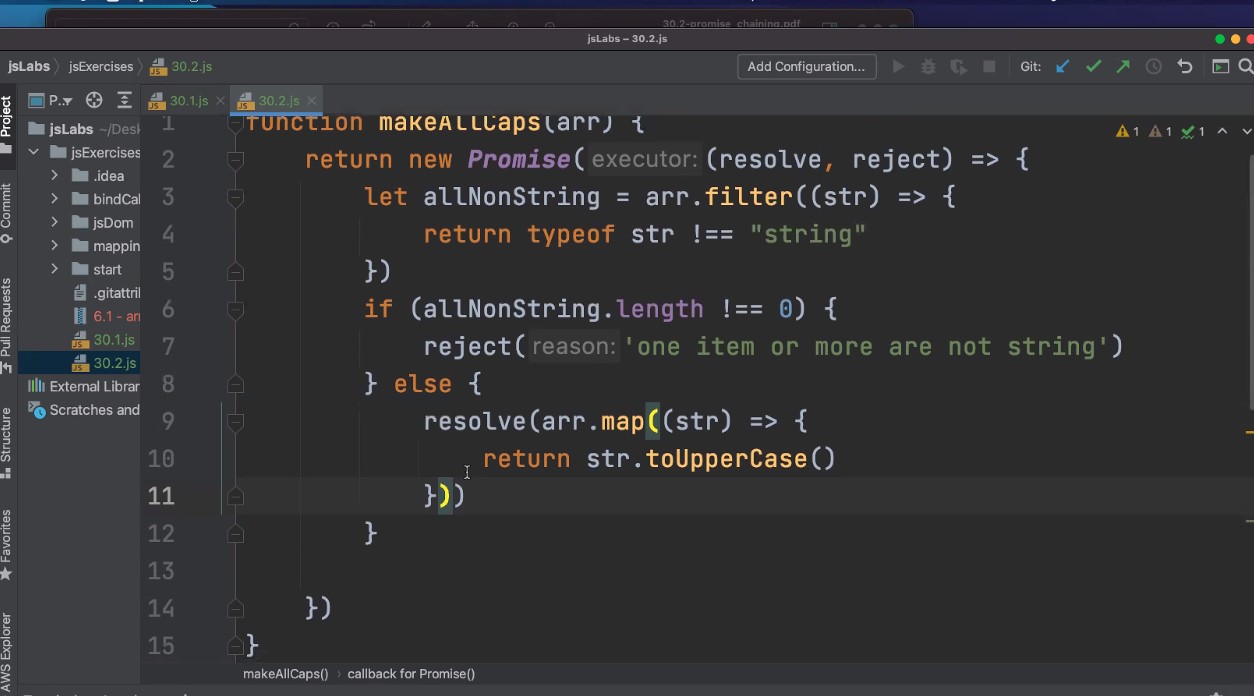 30.2-promise_chaining.pdf
jsLabs – 30.2.js
jsLabs jsExercises 30.2.js
Add Configuration...
Git:
P..
30.1.js
30.2.js
Project
Commit
Pull Requests
Structure
Favorites
AWS Explorer
jsLabs ~/Desk
jsExercises
.idea
bindCal
jsDom
mappin
start
.gitattril
6.1 - an
30.1.js
30.2.js
External Librar
Scratches and
1 function makeAllCaps(arr) {
2 return new Promise( executor: (resolve, reject) => {
3 let allNonString = arr.filter((str) => {
4 return typeof str !== "string"
5 })
6 if (allNonString.length !== 0) {
7 reject( reason: 'one item or more are not string')
8 } else {
9 resolve(arr.map((str) => {
10 return str.toUpperCase()
11 }))
12 }
13
14 })
15 }
1 1 1
makeAllCaps() callback for Promise()